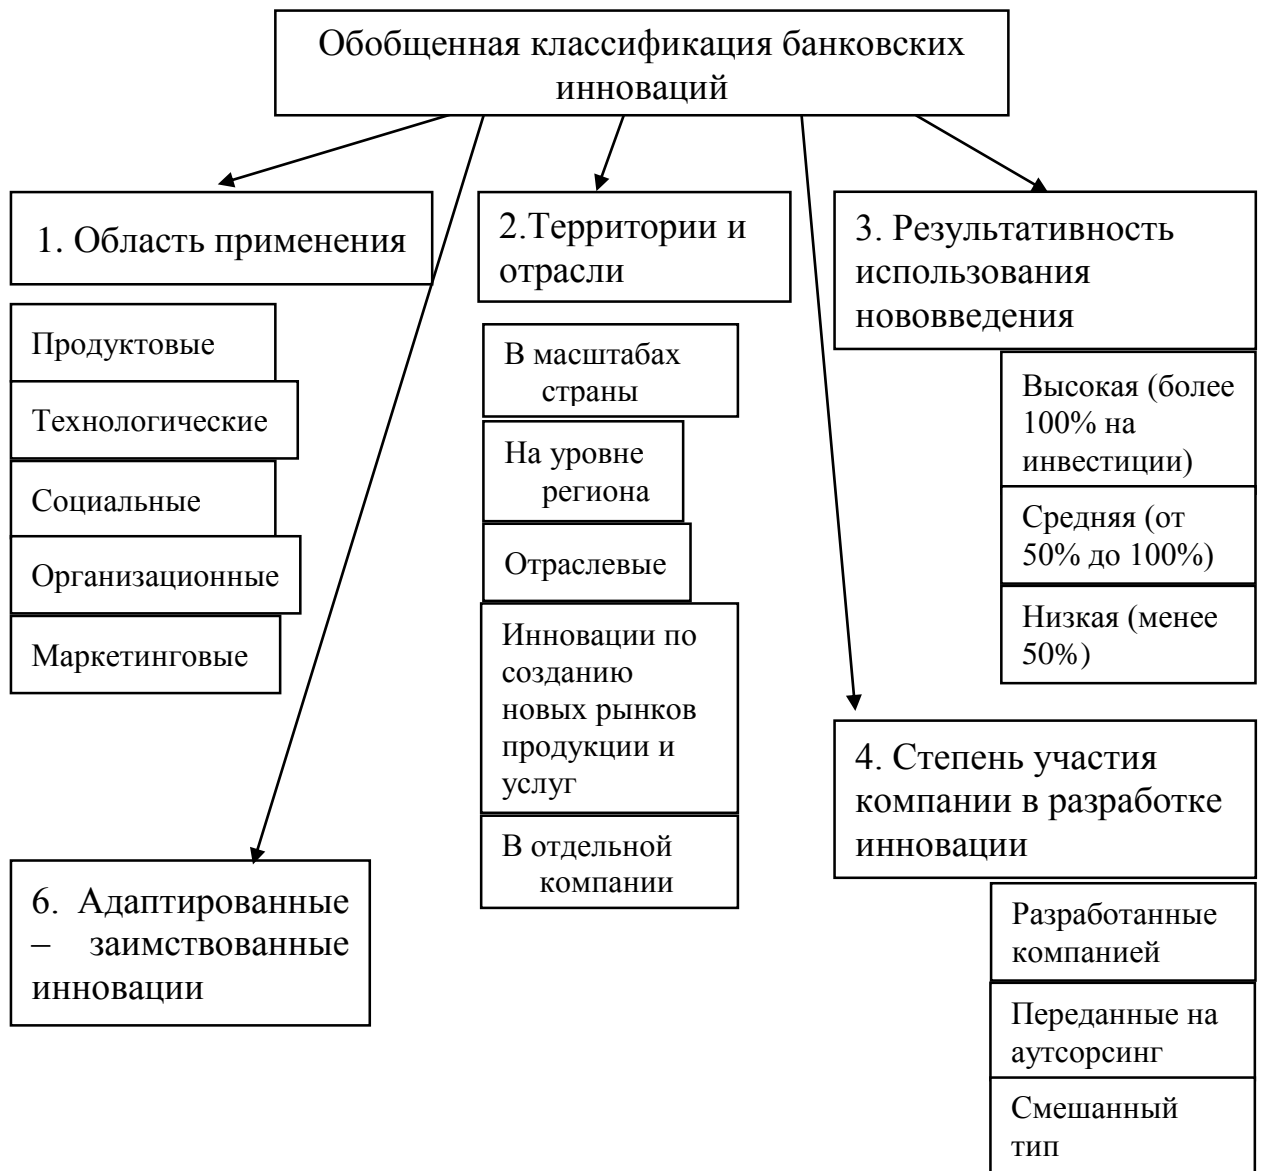 Обобщенная классификация банковских
инноваций
1. Область применения
Продуктовые
Технологические
Социальные
Организационные
Маркетинговые
2.Территории и
отрасли
В масштабах
страны
На уровне
региона
Отраслевые
Инновации по
созданию
новых рынков
продукции и
услуг
В отдельной
компании
3. Результативность
использования
нововведения
Высокая (более
100% на
инвестиции)
Средняя (от
50% до 100%)
Низкая (менее
50%)
4. Степень участия
компании в разработке
инновации
Разработанные
компанией
Переданные на
аутсорсинг
Смешанный
тип
6. Адаптированные
– заимствованные
инновации